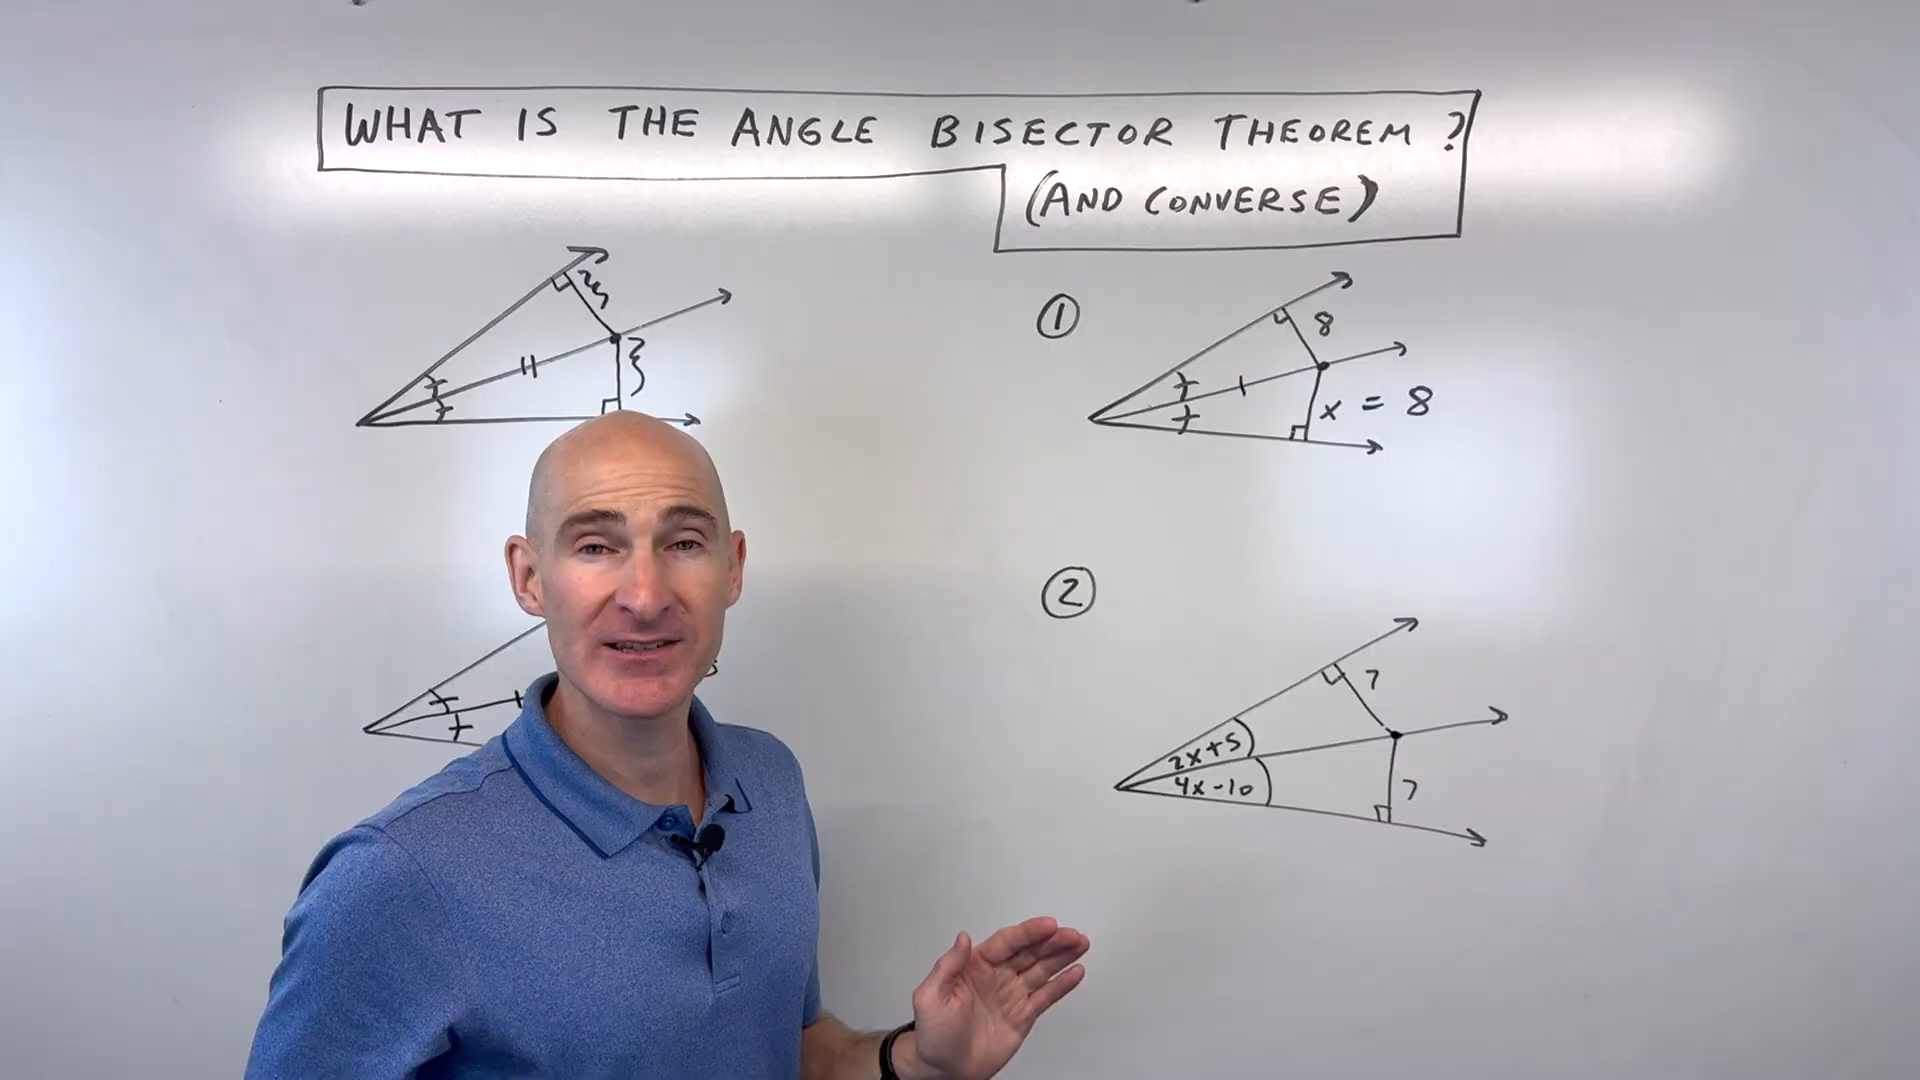 WHAT IS THE ANGLE BISECTOR THEOREM?
(AND CONVERSE)
1
8
x = 8
2
7
2x+5
4x-10
7